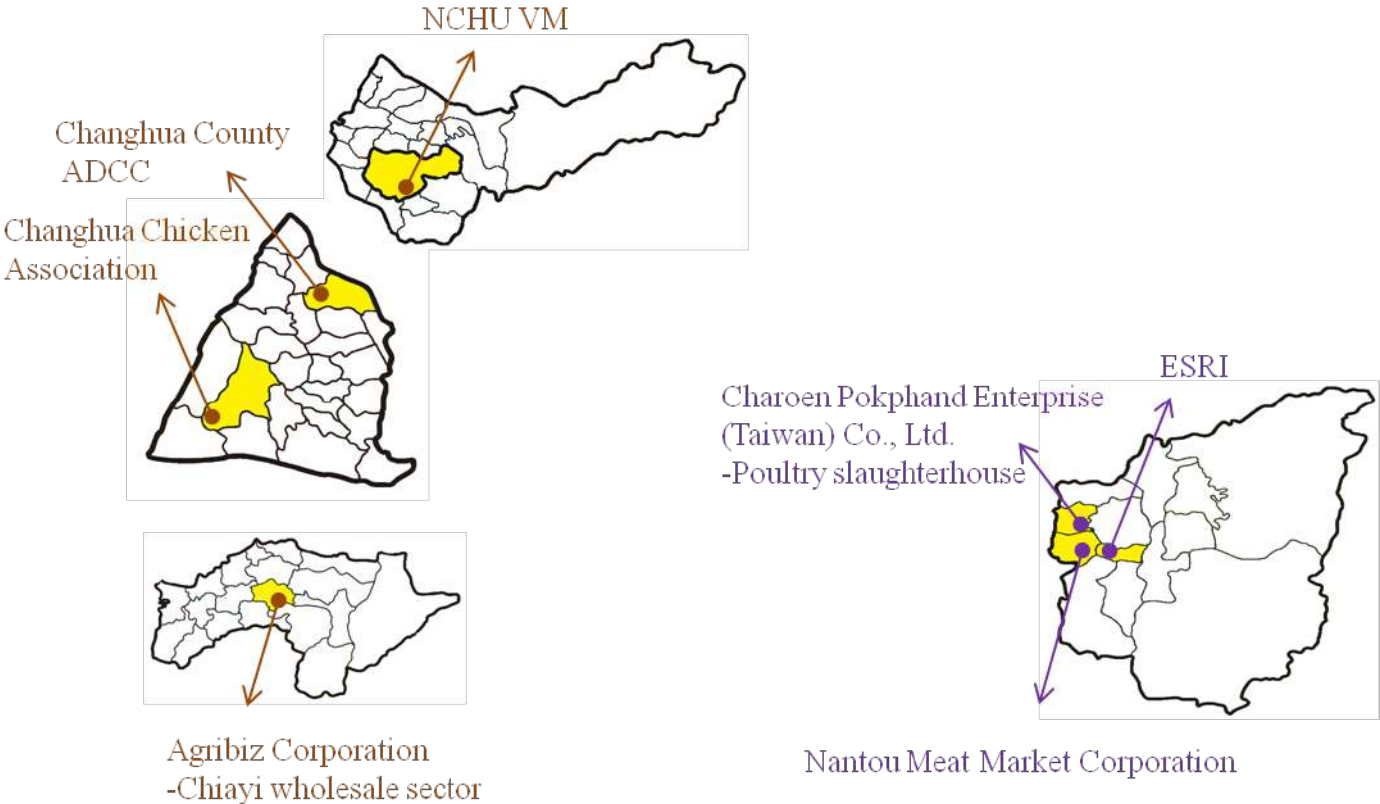 NCHU VM
Changhua County
ADCC
Changhua Chicken
Association
ESRI
Charoen Pokphand Enterprise
(Taiwan) Co., Ltd.
-Poultry slaughterhouse
Agribiz Corporation
-Chiayi wholesale sector
Nantou Meat Market Corporation